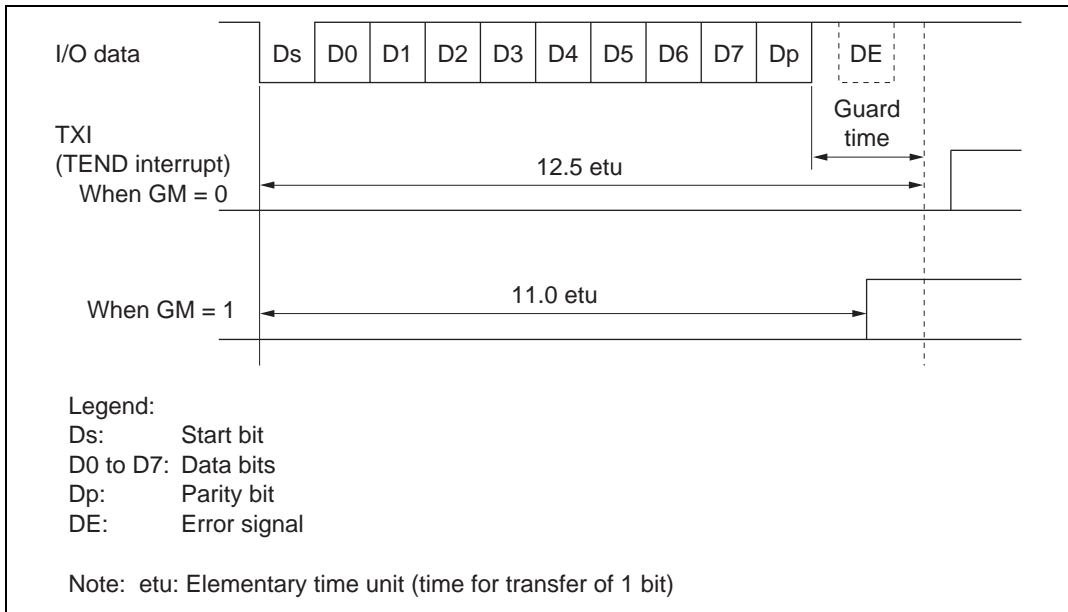 I/O data
Ds D0 D1 D2 D3 D4 D5 D6 D7 Dp DE
Guard
time
TXI
(TEND interrupt)
When GM = 0
12.5 etu
When GM = 1
11.0 etu
Legend:
Ds: Start bit
D0 to D7: Data bits
Dp: Parity bit
DE: Error signal
Note: etu: Elementary time unit (time for transfer of 1 bit)